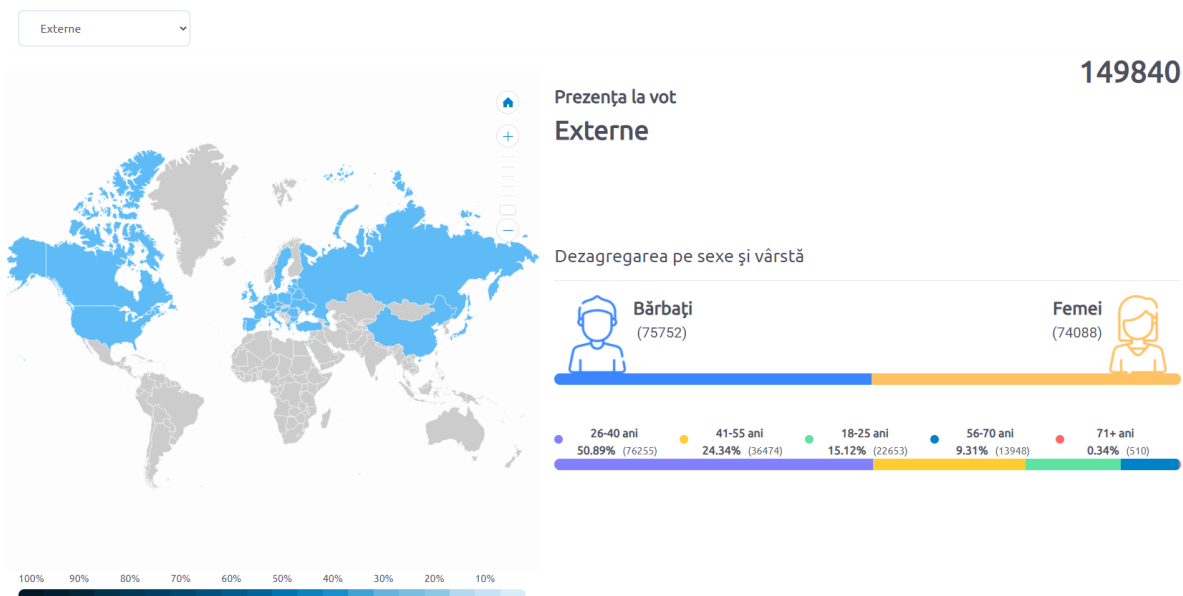 Externe
149840
Prezența la vot
Externe
Dezagregarea pe sexe și vârstă
Bărbați
(75752)
Femei
(74088)
26-40 ani
50.89% (76255)
41-55 ani
24.34% (36474)
18-25 ani
15.12% (22653)
56-70 ani
9.31% (13948)
71+ ani
0.34% (510)
100% 90% 80% 70% 60% 50% 40% 30% 20% 10%